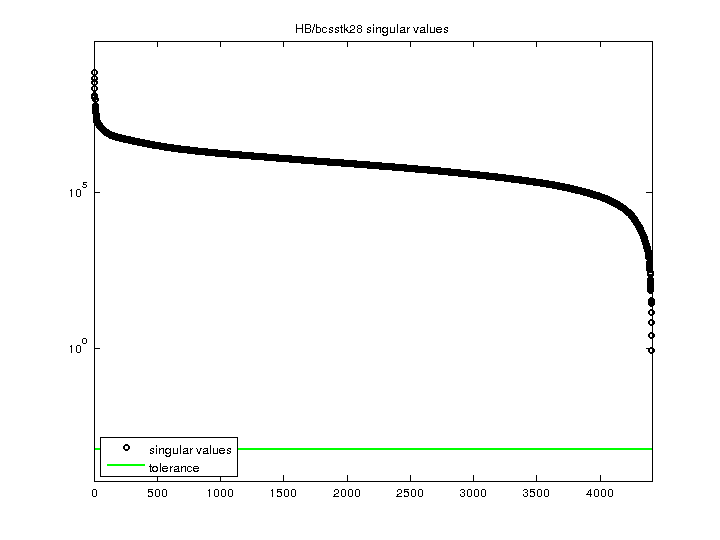 HB/bcsstk28 singular values
10^5
10^0
singular values
tolerance
0 500 1000 1500 2000 2500 3000 3500 4000